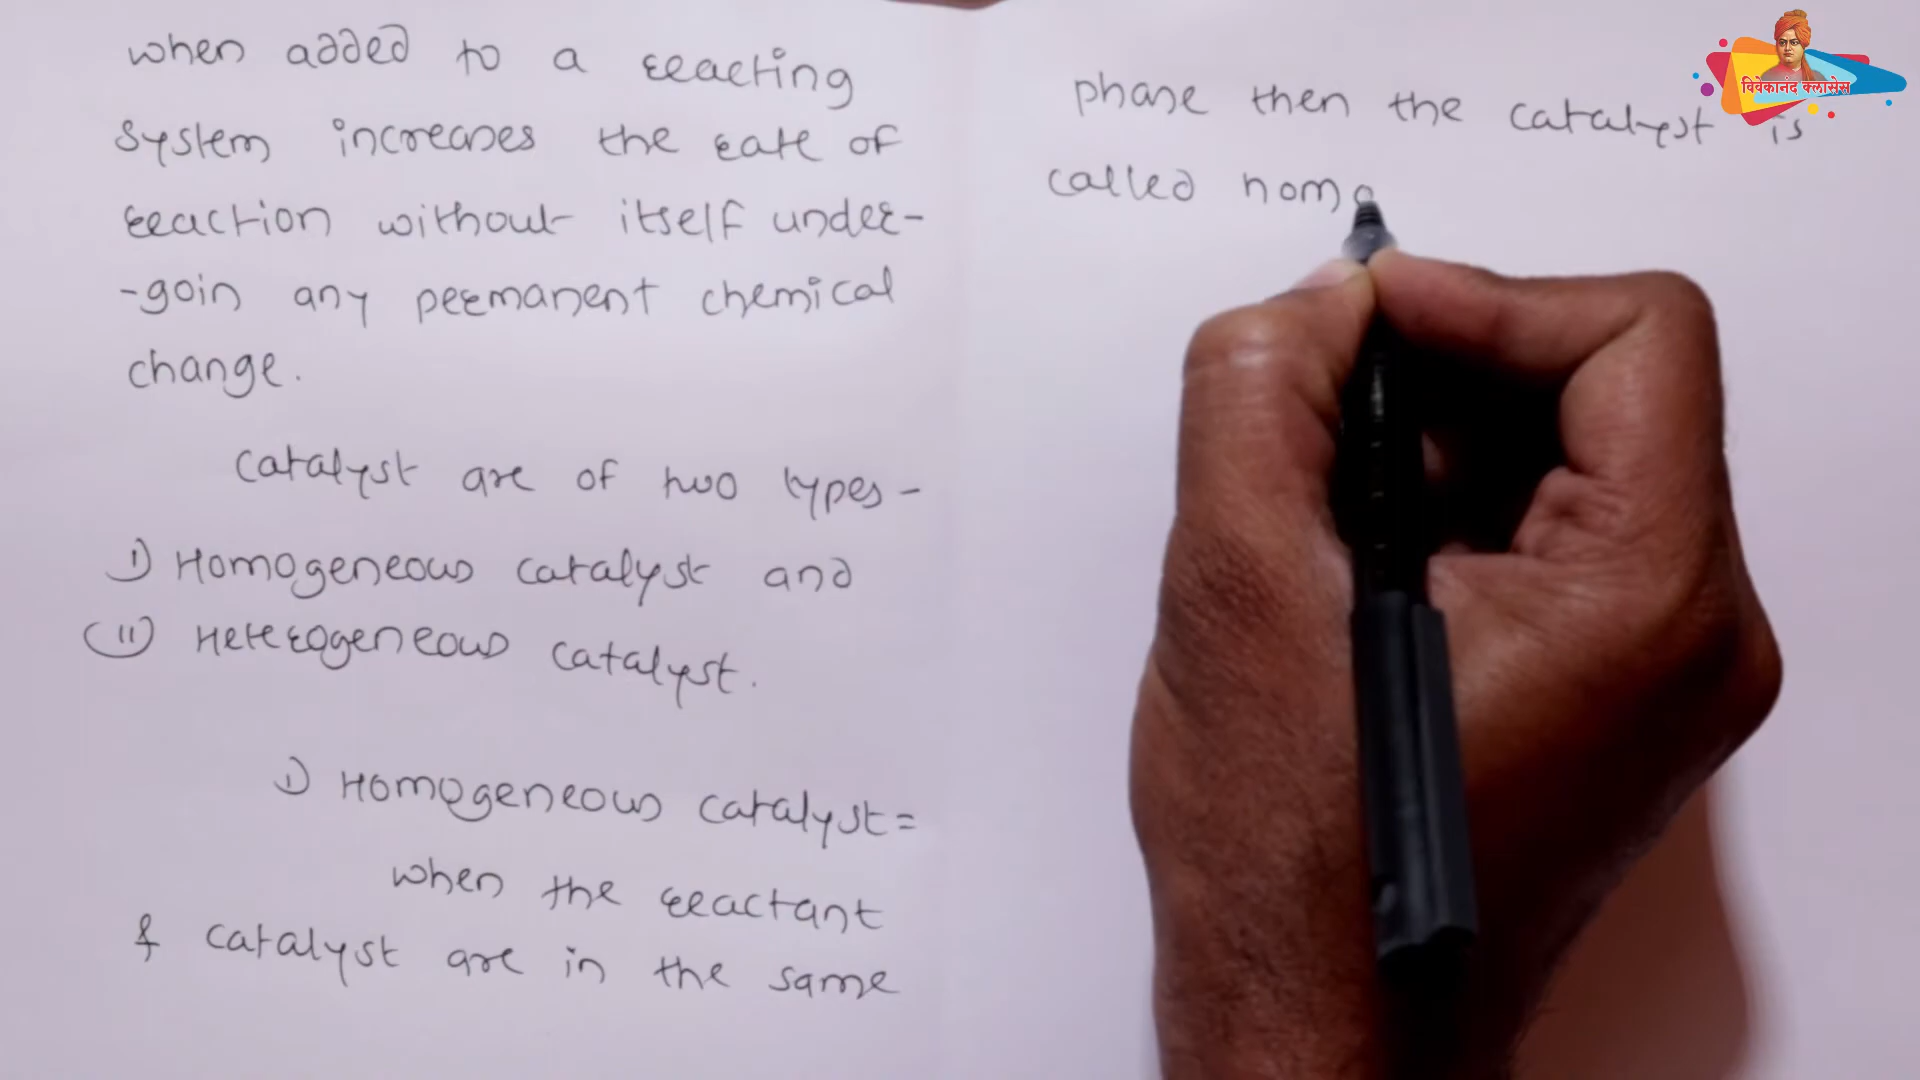 when added to a reacting
system increases the rate of
reaction without itself under-
-goin any permanent chemical
change.
catalyst are of two types-
i) Homogeneous catalyst and
(ii) Heterogeneous catalyst.
i) Homogeneous catalyst=
when the reactant
& catalyst are in the same
phase then the catalyst is
called homo
विवेकानंद क्लासेस